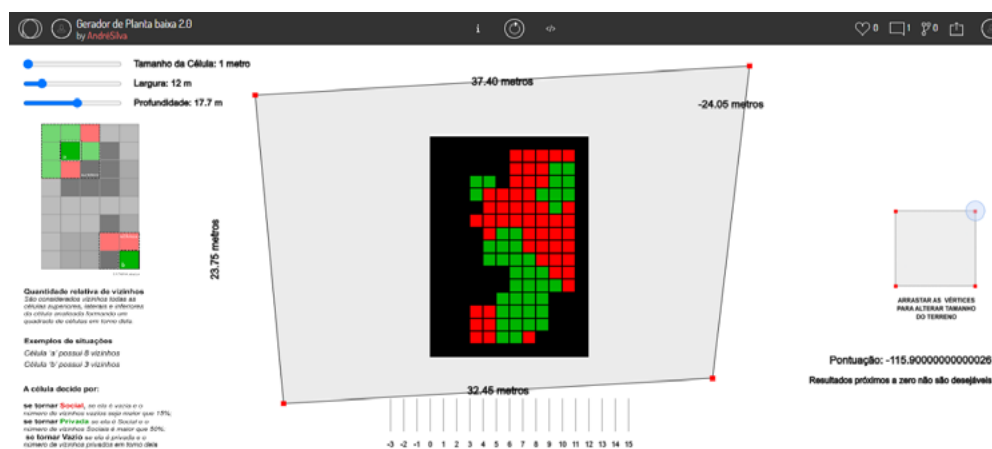 Gerador de Planta baixa 2.0
by AndréSilva
i
</>
0
1
0
Tamanho da Célula: 1 metro
Largura: 12 m
Profundidade: 17.7 m
37.40 metros
-24.05 metros
23.75 metros
32.45 metros
Quantidade relativa de vizinhos
São considerados vizinhos todas as
células superiores, laterais e inferiores
da célula analisada formando um
quadrado de células em torno dela.
Exemplos de situações
Célula 'a' possui 8 vizinhos
Célula 'b' possui 3 vizinhos
A célula decide por:
se tornar Social, se ela é vazia e o
número de vizinhos vazios seja maior que 15%;
se tornar Privada se ela é Social e o
número de vizinhos Sociais é maior que 50%.
se tornar Vazio se ela é privada e o
número de vizinhos privados em torno dela
ARRASTAR AS VÉRTICES
PARA ALTERAR TAMANHO
DO TERRENO
Pontuação: -115.90000000000026
Resultados próximos a zero não são desejáveis
-3 -2 -1 0 1 2 3 4 5 6 7 8 9 10 11 12 13 14 15